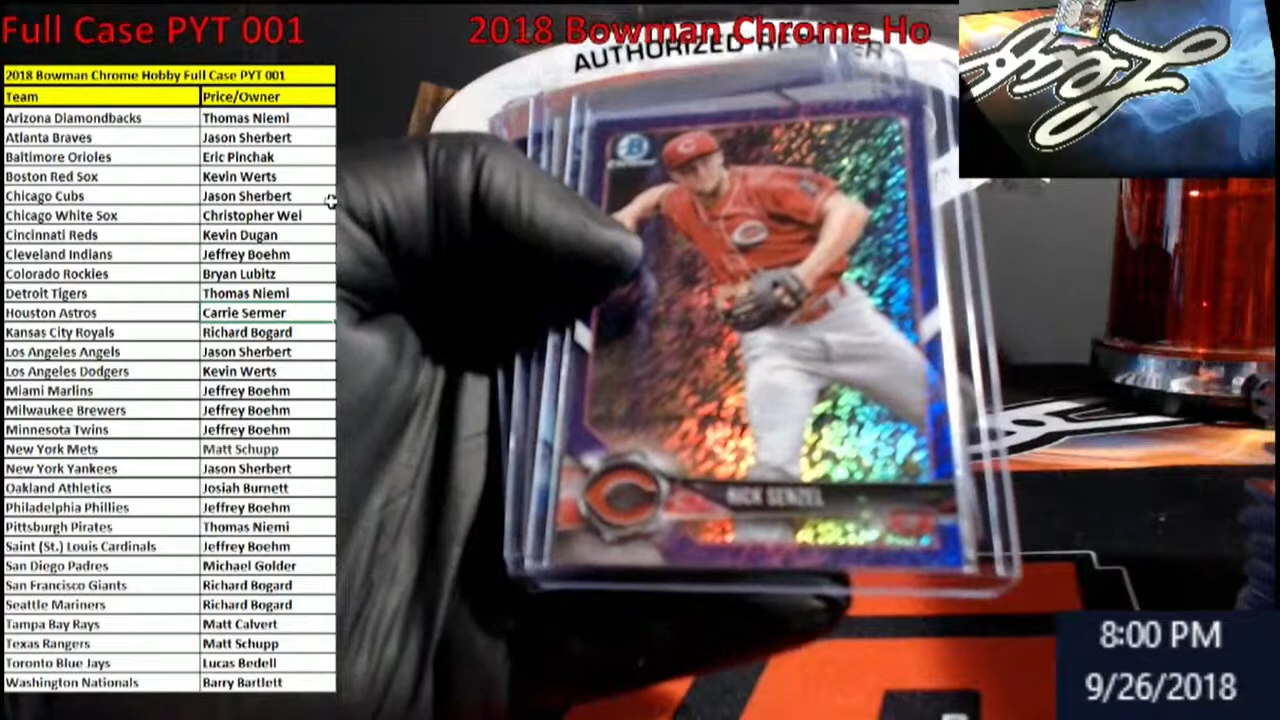 Full Case PYT 001
2018 Bowman Chrome Ho
2018 Bowman Chrome Hobby Full Case PYT 001
Team Price/Owner
Arizona Diamondbacks Thomas Niemi
Atlanta Braves Jason Sherbert
Baltimore Orioles Eric Pinchak
Boston Red Sox Kevin Werts
Chicago Cubs Jason Sherbert
Chicago White Sox Christopher Wei
Cincinnati Reds Kevin Dugan
Cleveland Indians Jeffrey Boehm
Colorado Rockies Bryan Lubitz
Detroit Tigers Thomas Niemi
Houston Astros Carrie Sermer
Kansas City Royals Richard Bogard
Los Angeles Angels Jason Sherbert
Los Angeles Dodgers Kevin Werts
Miami Marlins Jeffrey Boehm
Milwaukee Brewers Jeffrey Boehm
Minnesota Twins Jeffrey Boehm
New York Mets Matt Schupp
New York Yankees Jason Sherbert
Oakland Athletics Josiah Burnett
Philadelphia Phillies Jeffrey Boehm
Pittsburgh Pirates Thomas Niemi
Saint (St.) Louis Cardinals Jeffrey Boehm
San Diego Padres Michael Golder
San Francisco Giants Richard Bogard
Seattle Mariners Richard Bogard
Tampa Bay Rays Matt Calvert
Texas Rangers Matt Schupp
Toronto Blue Jays Lucas Bedell
Washington Nationals Barry Bartlett
AUTHORIZED
B
C
NICK SENZEL
Leaf
8:00 PM
9/26/2018